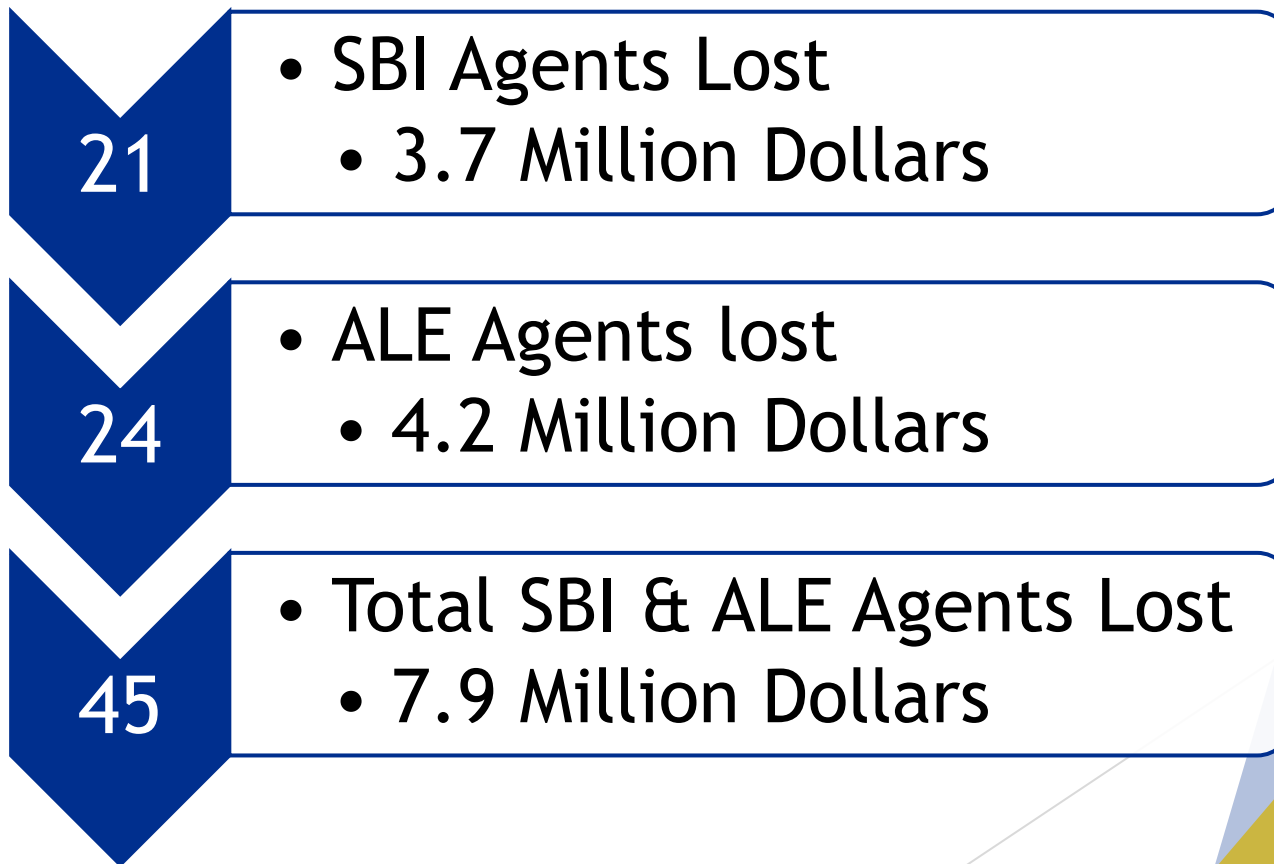 21
• SBI Agents Lost
• 3.7 Million Dollars
24
• ALE Agents lost
• 4.2 Million Dollars
45
• Total SBI & ALE Agents Lost
• 7.9 Million Dollars